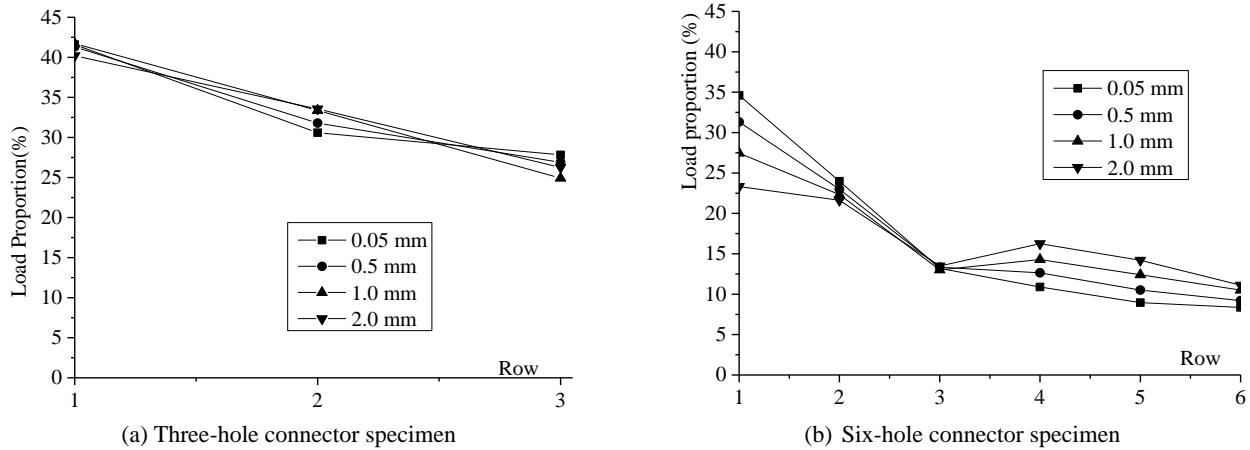 45
40
35
30
25
20
15
10
5
0
Load Proportion(%)
0.05 mm
0.5 mm
1.0 mm
2.0 mm
Row
1 2 3
(a) Three-hole connector specimen
45
40
35
30
25
20
15
10
5
0
Load proportion (%)
0.05 mm
0.5 mm
1.0 mm
2.0 mm
Row
1 2 3 4 5 6
(b) Six-hole connector specimen